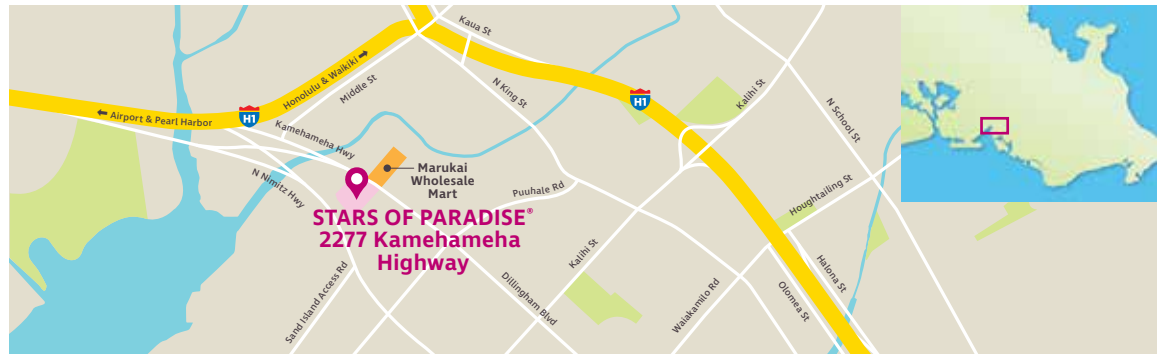 Kaua St
Honolulu & Waikiki ➡
Middle St
N King St
Kalihi St
N School St
H1
H1
⬅ Airport & Pearl Harbor
Kamehameha Hwy
Marukai
Wholesale
Mart
N Nimitz Hwy
Puuhale Rd
Houghtailing St
STARS OF PARADISE®
2277 Kamehameha
Highway
Kalihi St
Sand Island Access Rd
Dillingham Blvd
Waiakamilo Rd
Olomea St
Halona St